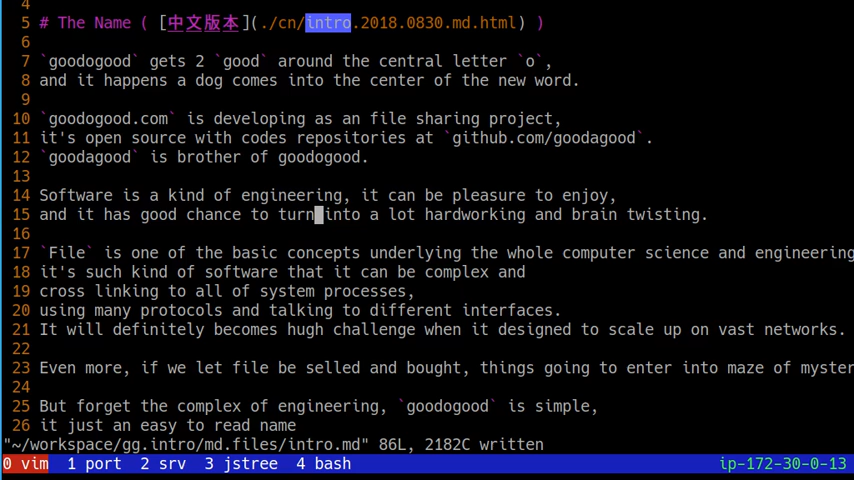 4
5 # The Name ( [中文版本](./cn/intro.2018.0830.md.html) )
6
7 `goodogood` gets 2 `good` around the central letter `o`,
8 and it happens a dog comes into the center of the new word.
9
10 `goodogood.com` is developing as an file sharing project,
11 it's open source with codes repositories at `github.com/goodagood`.
12 `goodagood` is brother of goodogood.
13
14 Software is a kind of engineering, it can be pleasure to enjoy,
15 and it has good chance to turn into a lot hardworking and brain twisting.
16
17 `File` is one of the basic concepts underlying the whole computer science and engineering
18 it's such kind of software that it can be complex and
19 cross linking to all of system processes,
20 using many protocols and talking to different interfaces.
21 It will definitely becomes hugh challenge when it designed to scale up on vast networks.
22
23 Even more, if we let file be selled and bought, things going to enter into maze of myster
24
25 But forget the complex of engineering, `goodogood` is simple,
26 it just an easy to read name
"~/workspace/gg.intro/md.files/intro.md" 86L, 2182C written
0 vim 1 port 2 srv 3 jstree 4 bash ip-172-30-0-13